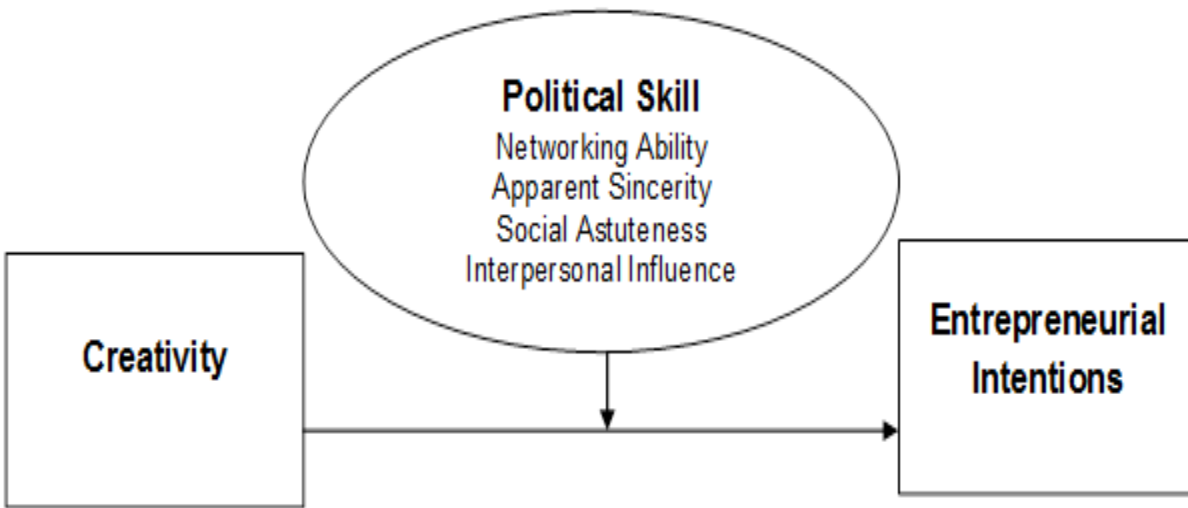 Political Skill
Networking Ability
Apparent Sincerity
Social Astuteness
Interpersonal Influence
Creativity
Entrepreneurial
Intentions